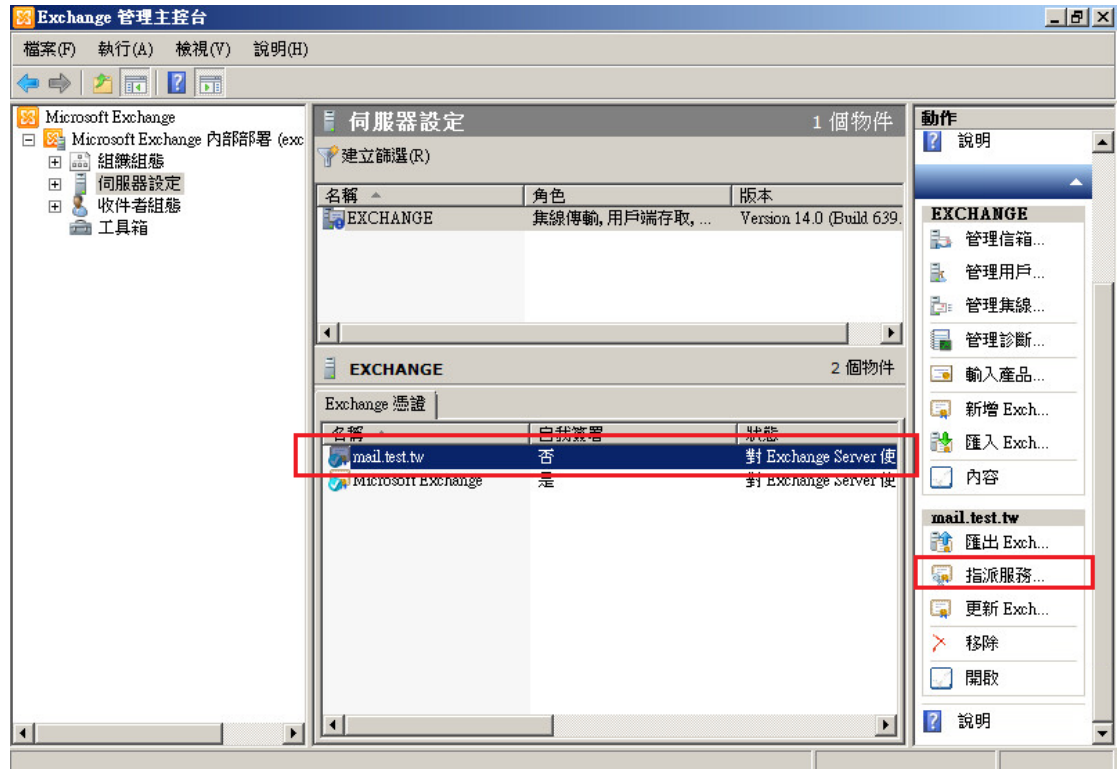 Exchange 管理主控台
檔案(F) 執行(A) 檢視(V) 說明(H)
Microsoft Exchange
Microsoft Exchange 內部部署 (exc
組織組態
伺服器設定
收件者組態
工具箱
伺服器設定 1 個物件
建立篩選(R)
名稱 角色 版本
EXCHANGE 集線傳輸, 用戶端存取, ... Version 14.0 (Build 639.
EXCHANGE 2 個物件
Exchange 憑證
名稱 自我簽署 狀態
mail.test.tw 否 對 Exchange Server 使
Microsoft Exchange 是 對 Exchange Server 使
動作
說明
EXCHANGE
管理信箱...
管理用戶...
管理集線...
管理診斷...
輸入產品...
新增 Exch...
匯入 Exch...
內容
mail.test.tw
匯出 Exch...
指派服務...
更新 Exch...
移除
開啟
說明